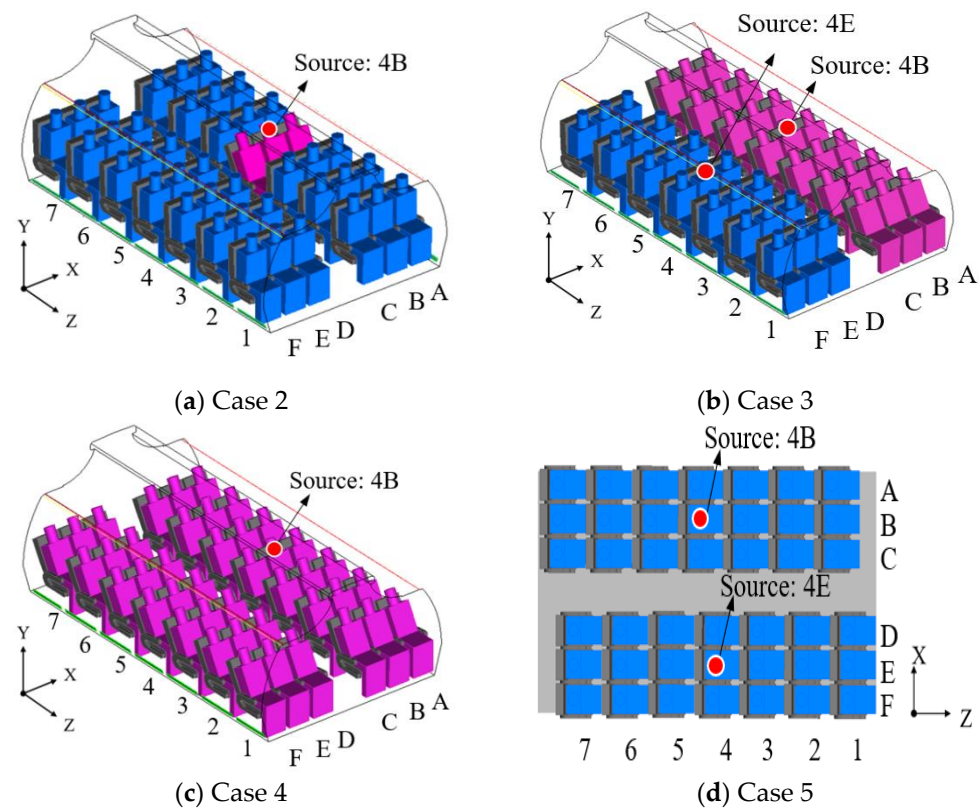 Source: 4B
7
6
5
4
3
2
1
F
E
D
C
B
A
Y
X
Z
(a) Case 2
Source: 4E
Source: 4B
7
6
5
4
3
2
1
F
E
D
C
B
A
Y
X
Z
(b) Case 3
Source: 4B
7
6
5
4
3
2
1
F
E
D
C
B
A
Y
X
Z
(c) Case 4
Source: 4B
A
B
C
Source: 4E
D
E
F
X
Z
7 6 5 4 3 2 1
(d) Case 5